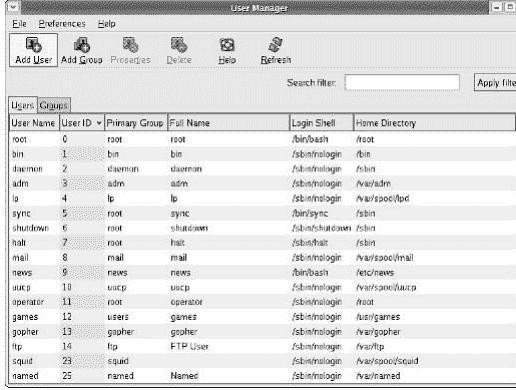 User Manager
File Preferences Help
Add User Add Group Properties Delete Help Refresh
Search filter: Apply filte
Users Groups
User Name User ID Primary Group Full Name Login Shell Home Directory
root 0 root root /bin/bash /root
bin 1 bin bin /sbin/nologin /bin
daemon 2 daemon daemon /sbin/nologin /sbin
adm 3 adm adm /sbin/nologin /var/adm
lp 4 lp lp /sbin/nologin /var/spool/lpd
sync 5 root sync /bin/sync /sbin
shutdown 6 root shutdown /sbin/shutdown /sbin
halt 7 root halt /sbin/halt /sbin
mail 8 mail mail /sbin/nologin /var/spool/mail
news 9 news news /bin/bash /etc/news
uucp 10 uucp uucp /sbin/nologin /var/spool/uucp
operator 11 root operator /sbin/nologin /root
games 12 users games /sbin/nologin /usr/games
gopher 13 gopher gopher /sbin/nologin /var/gopher
ftp 14 ftp FTP User /sbin/nologin /var/ftp
squid 23 squid /sbin/nologin /var/spool/squid
named 25 named Named /sbin/nologin /var/named